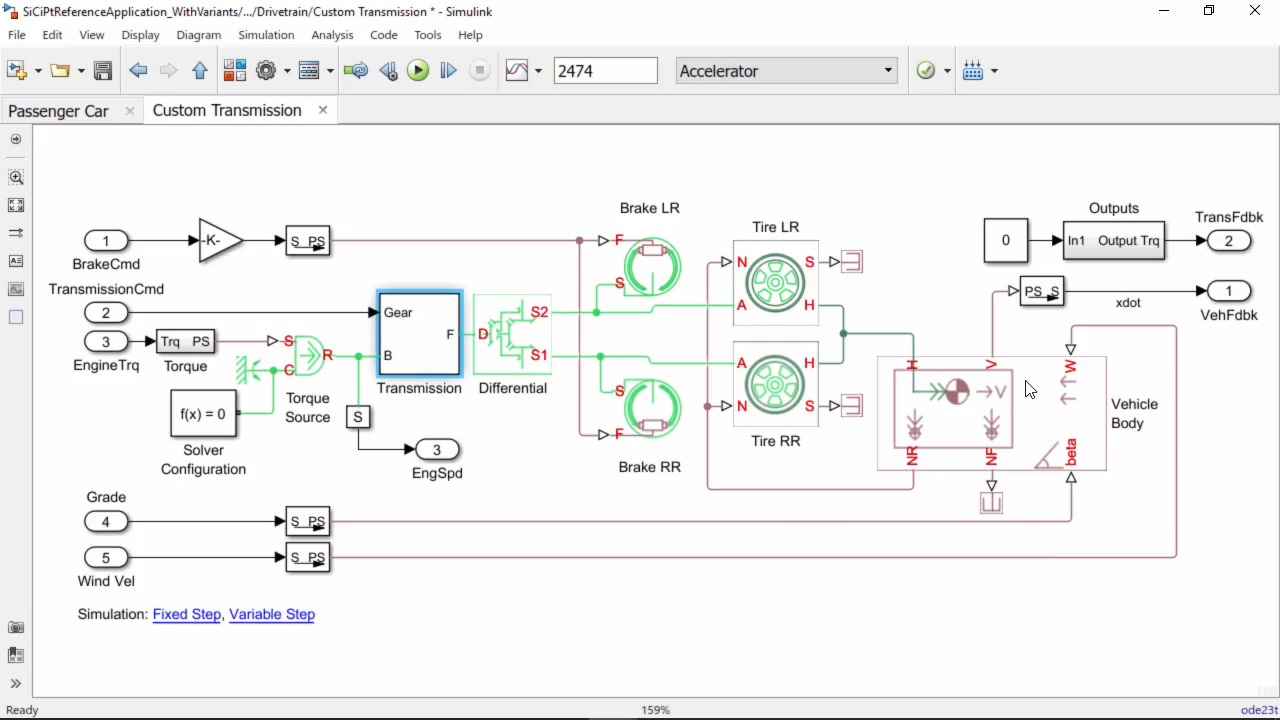 SiCiPtReferenceApplication_WithVariants/.../Drivetrain/Custom Transmission * - Simulink
File Edit View Display Diagram Simulation Analysis Code Tools Help
2474 Accelerator
Passenger Car × Custom Transmission ×
Brake LR
Outputs
Tire LR
TransFdbk
1 -K- S PS F N S 0 In1 Output Trq 2
BrakeCmd
TransmissionCmd
S PS S 1
xdot
2 Gear S2 A H VehFdbk
3 Trq PS S F D
EngineTrq Torque C R B S1 A H H V W
Transmission Differential
f(x) = 0 Torque
Source S S N S V Vehicle
Body
Solver
Configuration 3 F Tire RR NR NF beta
EngSpd Brake RR
Grade
4 S PS
5 S PS
Wind Vel
Simulation: Fixed Step, Variable Step
Ready 159% ode23t